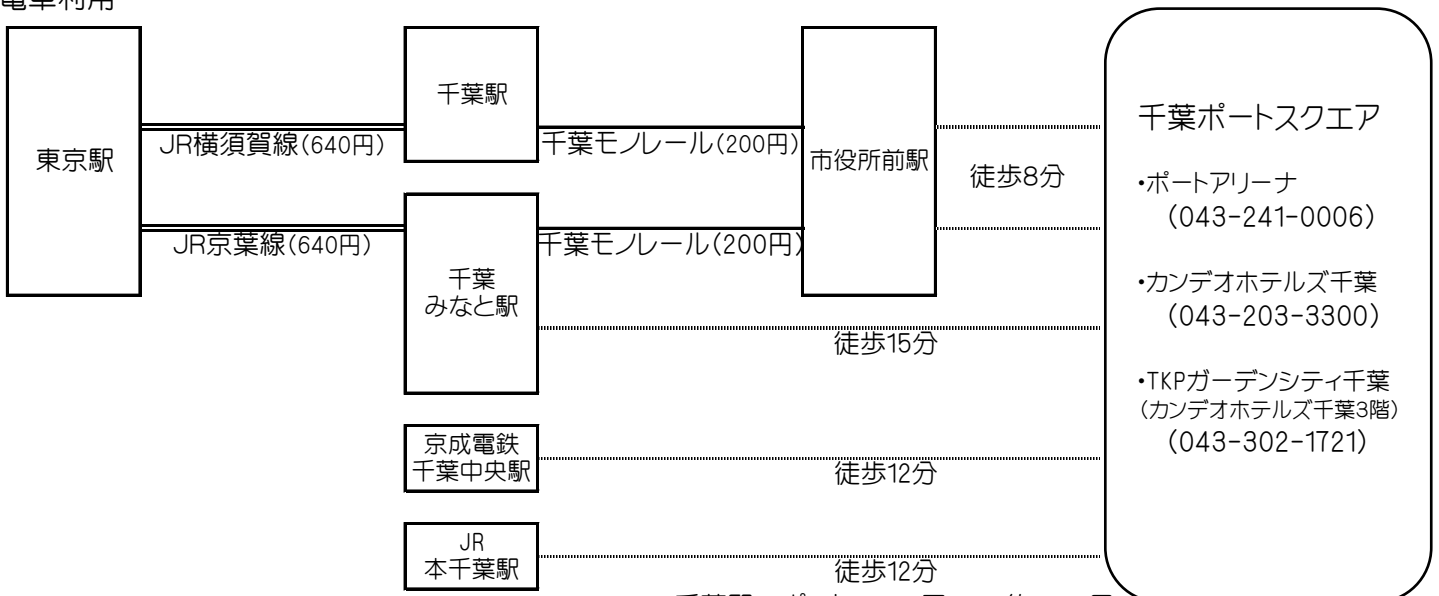 東京駅
JR横須賀線(640円)
千葉駅
千葉モノレール(200円)
市役所前駅
徒歩8分
JR京葉線(640円)
千葉
みなと駅
千葉モノレール(200円)
徒歩15分
京成電鉄
千葉中央駅
徒歩12分
JR
本千葉駅
徒歩12分
千葉ポートスクエア
・ポートアリーナ
(043-241-0006)
・カンデオホテルズ千葉
(043-203-3300)
・TKPガーデンシティ千葉
(カンデオホテルズ千葉3階)
(043-302-1721)